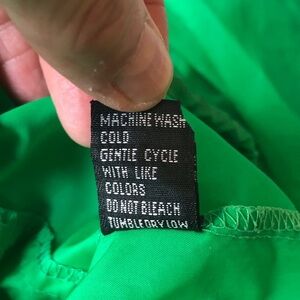 MACHINE WASH
COLD
GENTLE CYCLE
WITH LIKE
COLORS
DO NOT BLEACH
TUMBLE DRY LOW